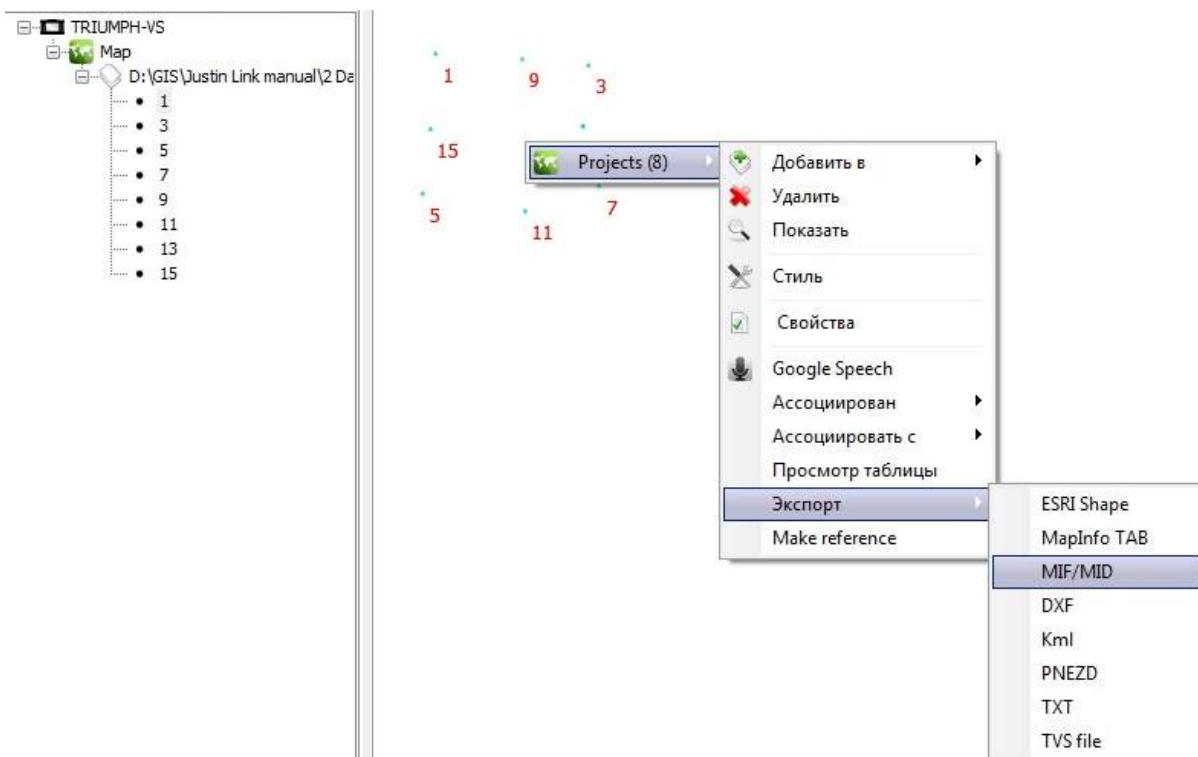 TRIUMPH-VS
Map
D:\GIS\Justin Link manual\2 Da
1
3
5
7
9
11
13
15
1
9
3
15
5
11
7
Projects (8)
Добавить в
Удалить
Показать
Стиль
Свойства
Google Speech
Ассоциирован
Ассоциировать с
Просмотр таблицы
Экспорт
Make reference
ESRI Shape
MapInfo TAB
MIF/MID
DXF
Kml
PNEZD
TXT
TVS file